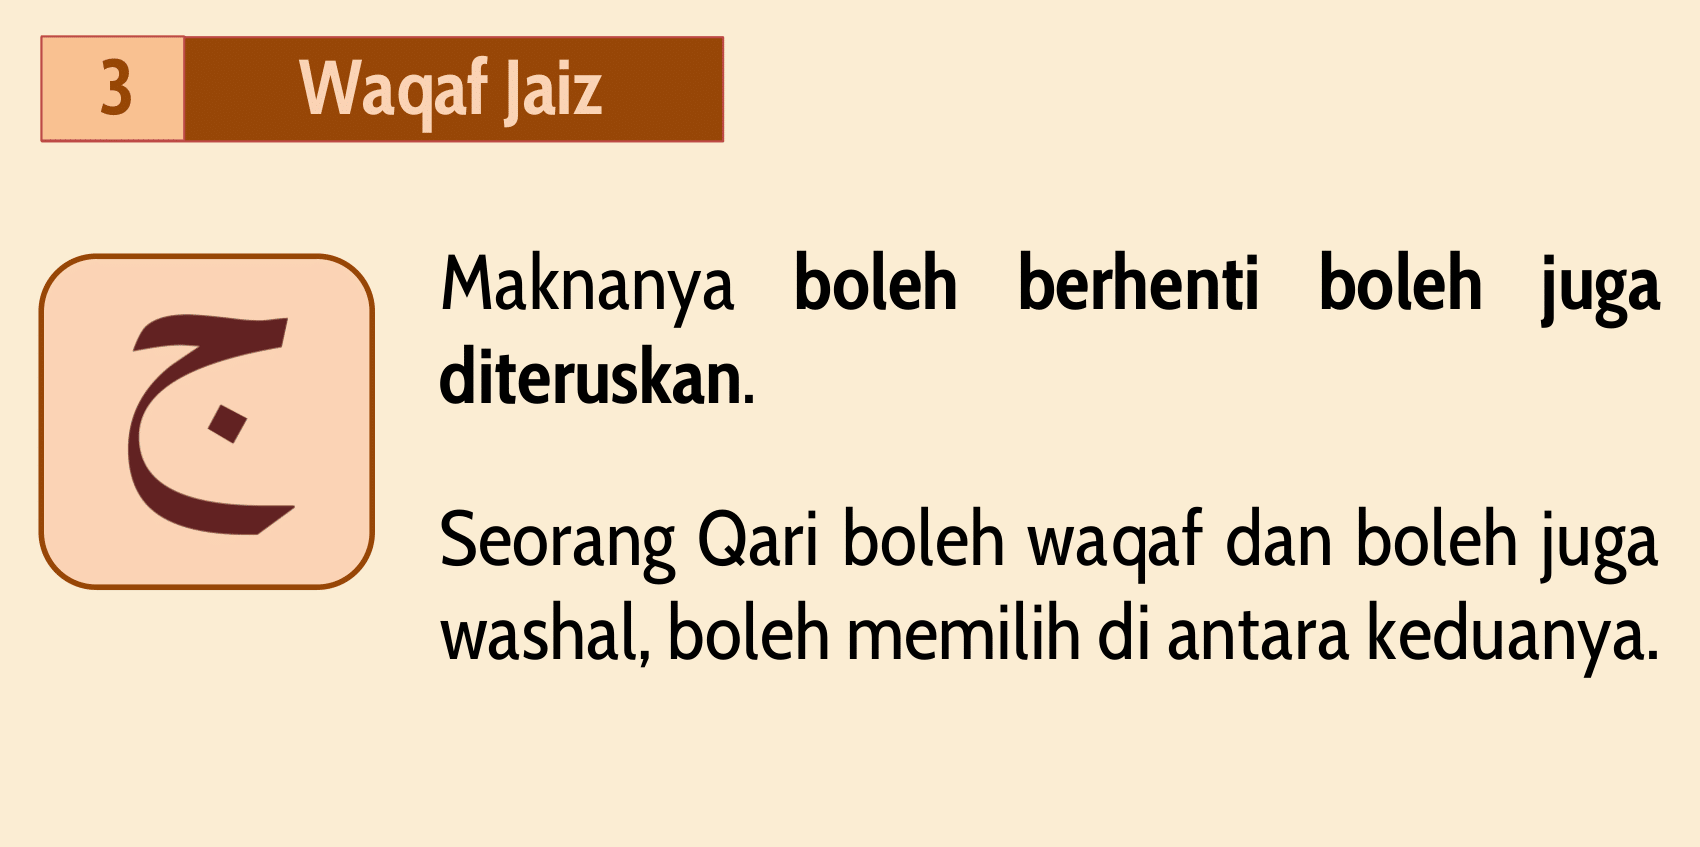 3 Waqaf Jaiz
ج
Maknanya boleh berhenti boleh juga
diteruskan.
Seorang Qari boleh waqaf dan boleh juga
washal, boleh memilih di antara keduanya.